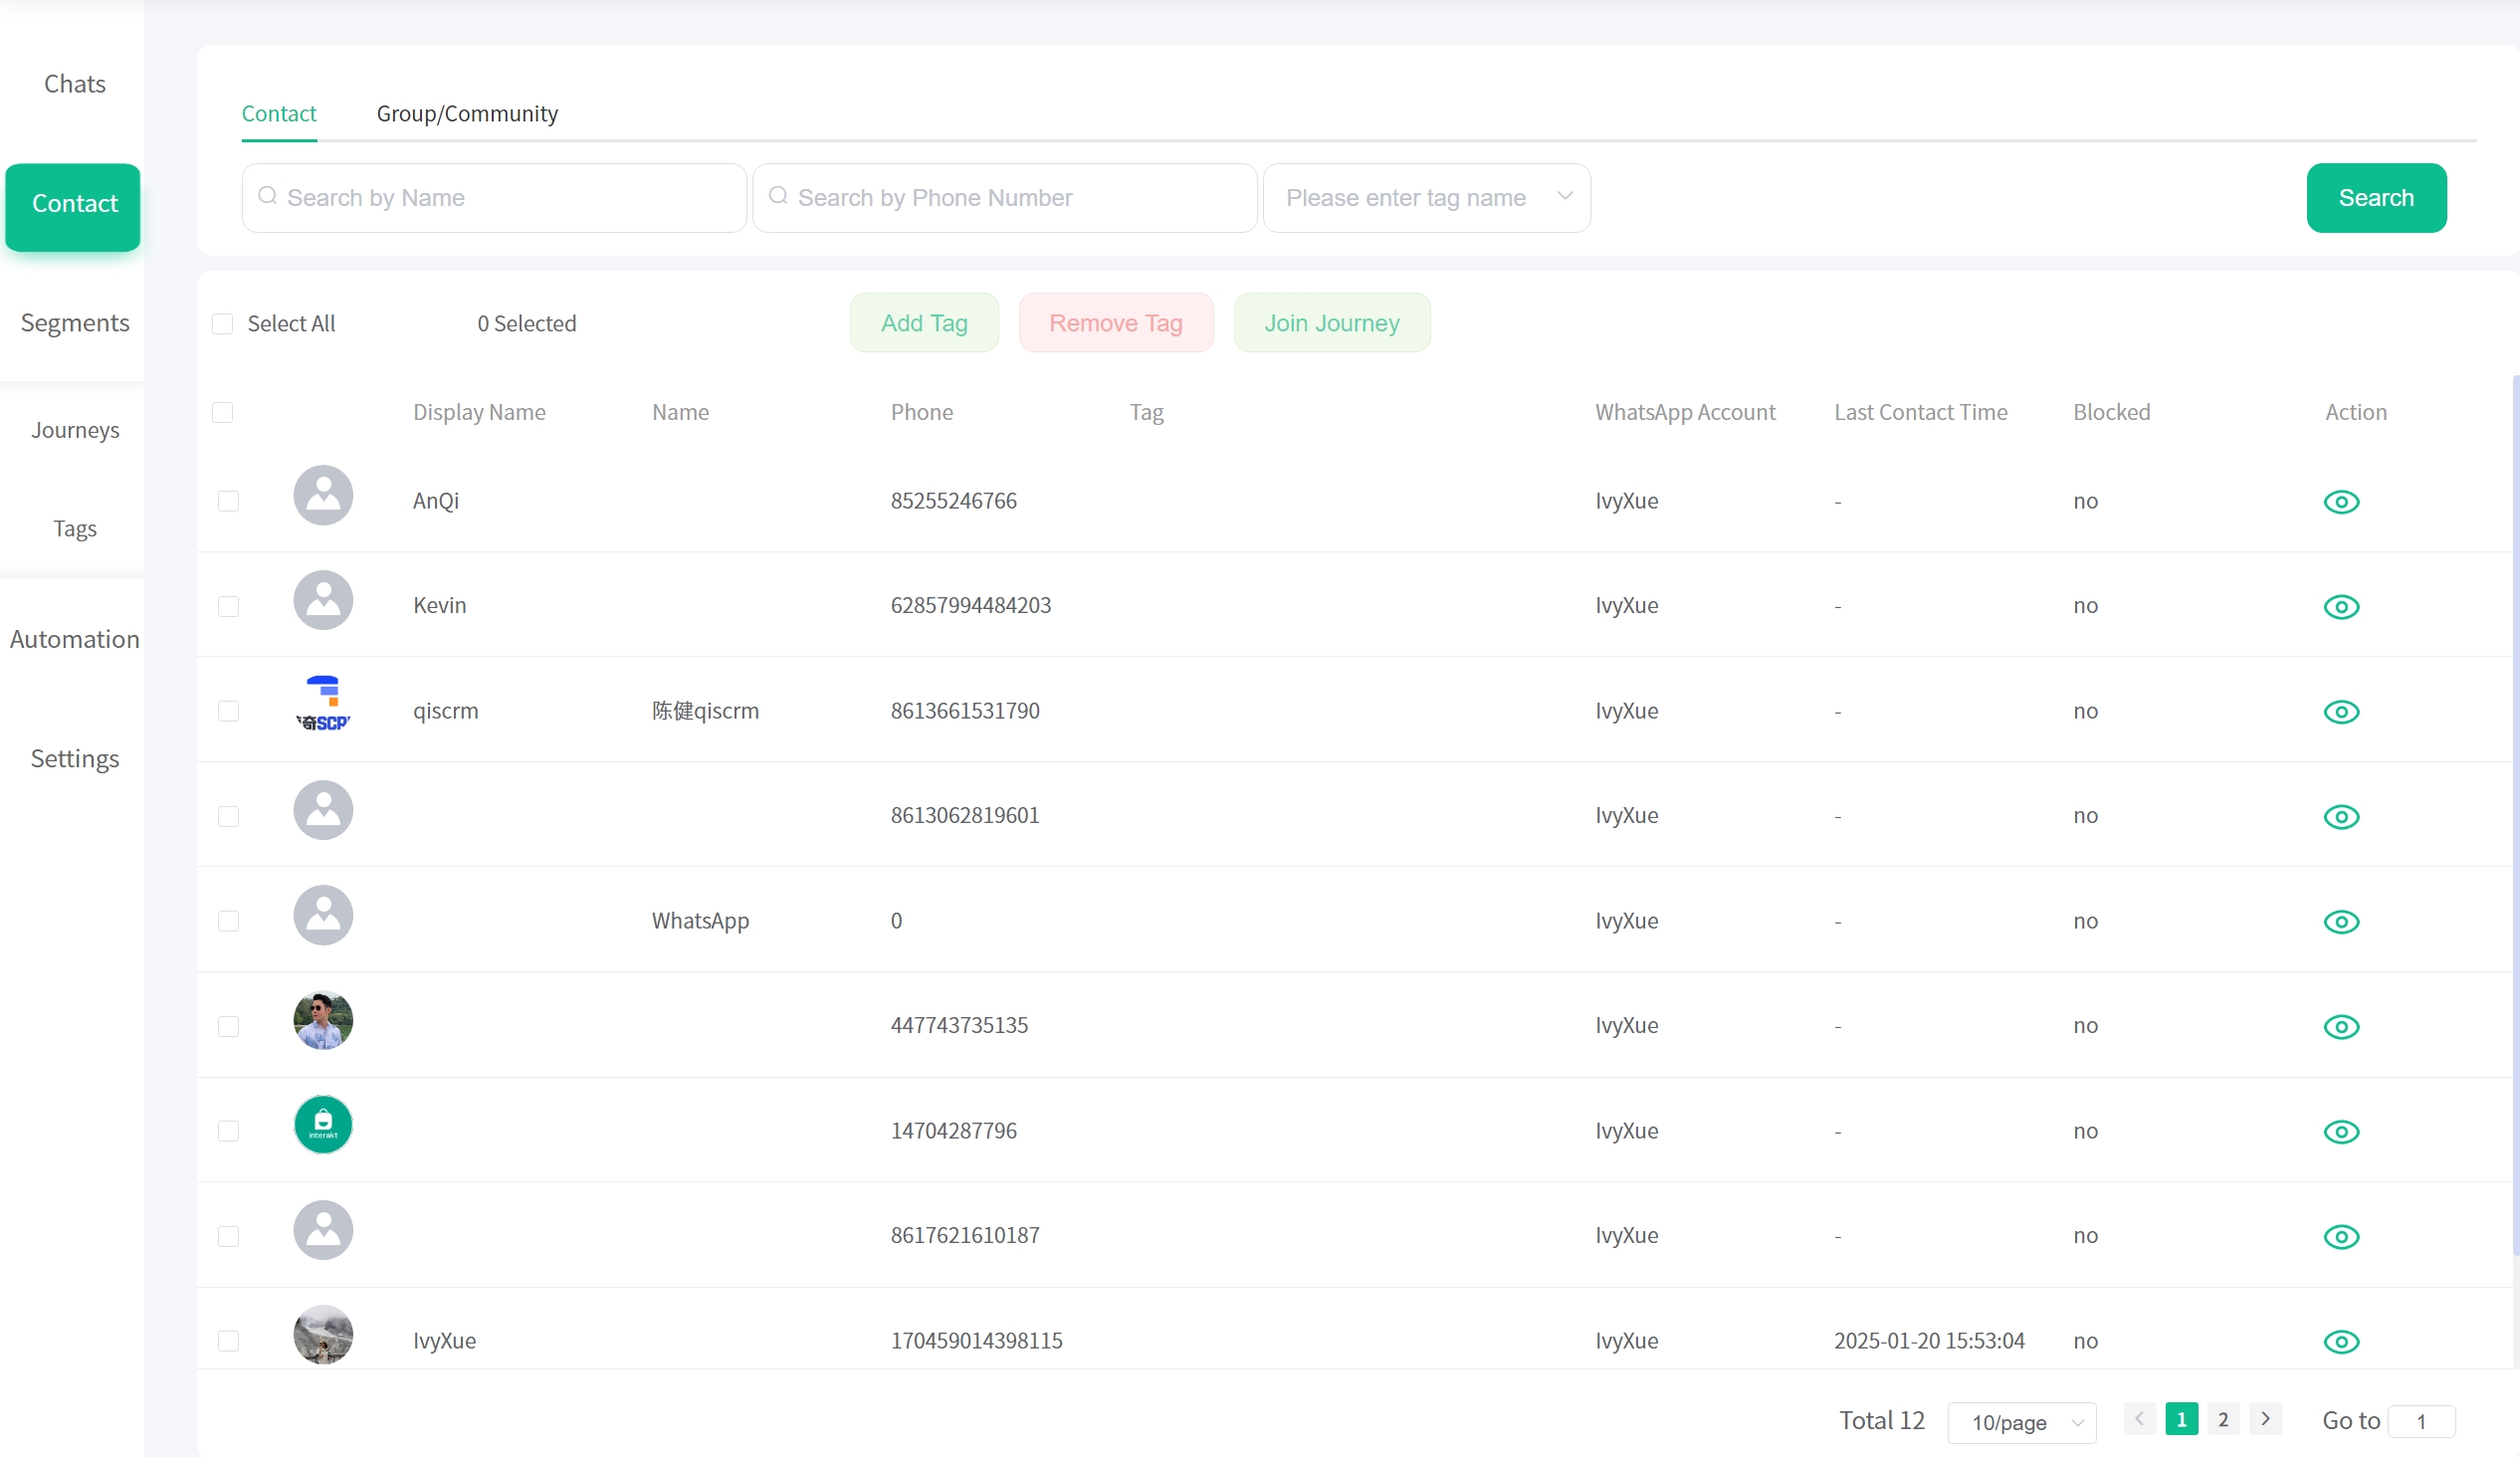 Chats
Contact
Segments
Journeys
Tags
Automation
Settings
Contact Group/Community
Search by Name Search by Phone Number Please enter tag name Search
Select All 0 Selected Add Tag Remove Tag Join Journey
Display Name Name Phone Tag WhatsApp Account Last Contact Time Blocked Action
AnQi 85255246766 IvyXue - no
Kevin 62857994484203 IvyXue - no
奇SCP
qiscrm 陈健qiscrm 8613661531790 IvyXue - no
8613062819601 IvyXue - no
WhatsApp 0 IvyXue - no
447743735135 IvyXue - no
interakt
14704287796 IvyXue - no
8617621610187 IvyXue - no
IvyXue 170459014398115 IvyXue 2025-01-20 15:53:04 no
Total 12 10/page < 1 2 > Go to 1